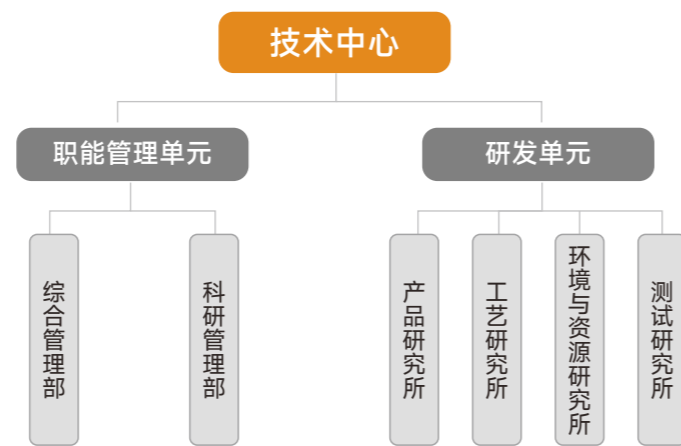 技术中心
职能管理单元
研发单元
综合管理部
科研管理部
产品研究所
工艺研究所
环境与资源研究所
测试研究所